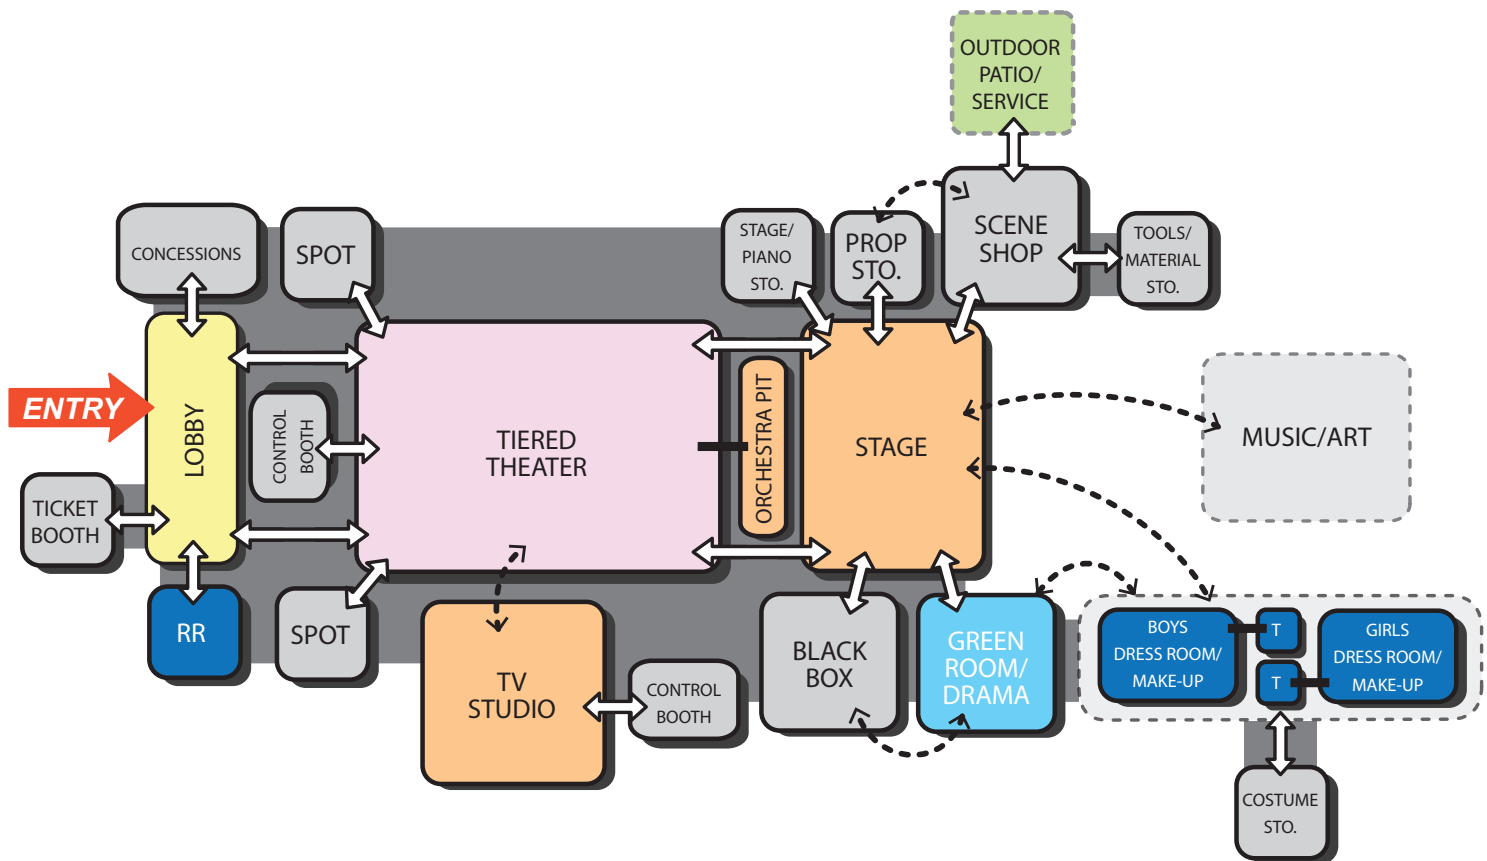 OUTDOOR
PATIO/
SERVICE
CONCESSIONS
SPOT
STAGE/
PIANO
STO.
PROP
STO.
SCENE
SHOP
TOOLS/
MATERIAL
STO.
ENTRY
LOBBY
CONTROL
BOOTH
TIERED
THEATER
ORCHESTRA PIT
STAGE
MUSIC/ART
TICKET
BOOTH
RR
SPOT
TV
STUDIO
CONTROL
BOOTH
BLACK
BOX
GREEN
ROOM/
DRAMA
BOYS
DRESS ROOM/
MAKE-UP
T
T
GIRLS
DRESS ROOM/
MAKE-UP
COSTUME
STO.